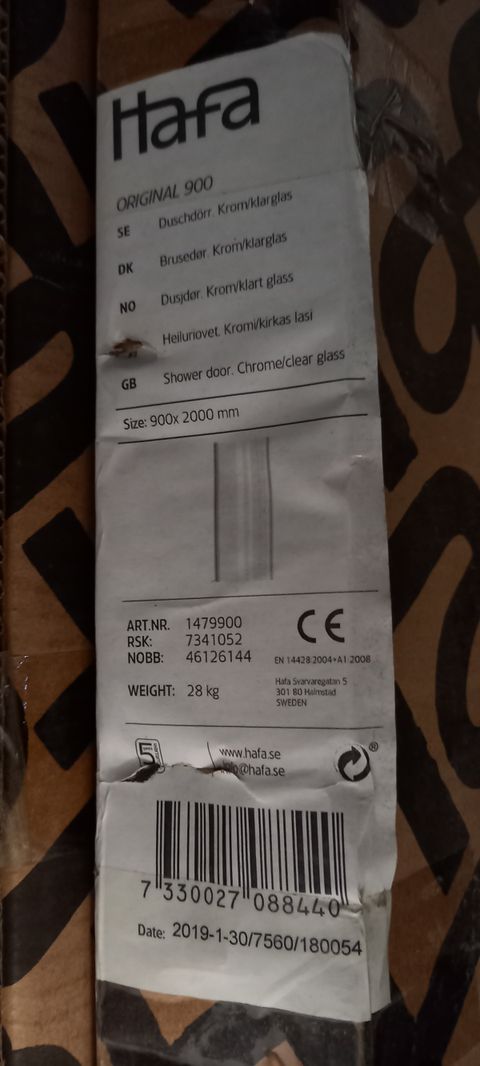 Hafa
ORIGINAL 900
SE Duschdörr. Krom/klarglas
DK Brusedør. Krom/klarglas
NO Dusjdør. Krom/klart glass
Heiluriovet. Kromi/kirkas lasi
GB Shower door. Chrome/clear glass
Size: 900x 2000 mm
ART.NR. 1479900
RSK: 7341052
NOBB: 46126144
WEIGHT: 28 kg
CE
EN 14428:2004+A1:2008
Hafa Svarvaregatan 5
301 80 Halmstad
SWEDEN
5
www.hafa.se
info@hafa.se
®
7 330027 088440
Date: 2019-1-30/7560/180054